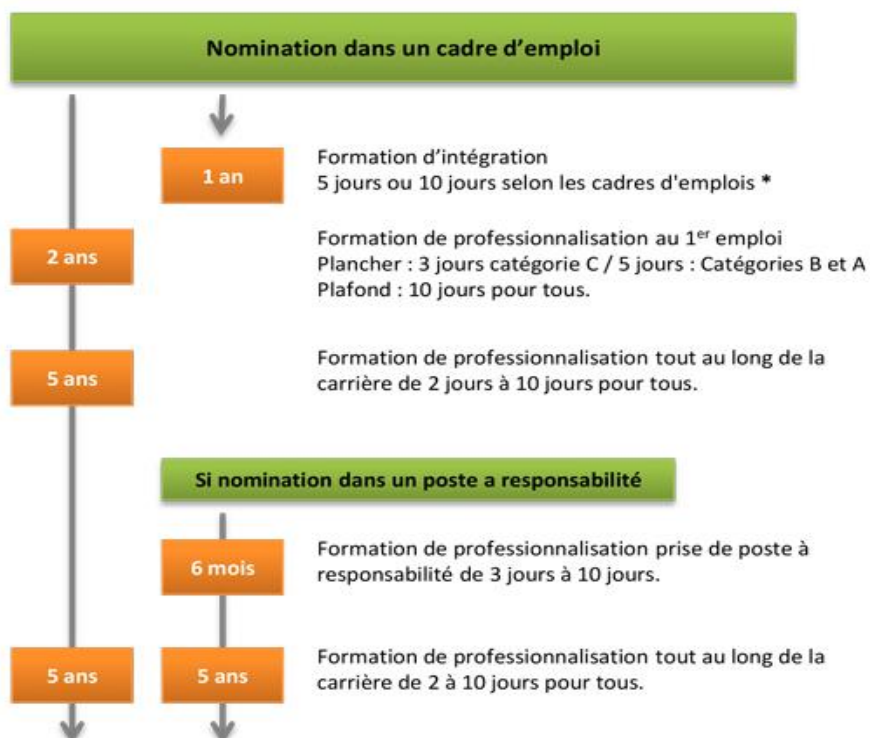 Nomination dans un cadre d'emploi
1 an
Formation d'intégration
5 jours ou 10 jours selon les cadres d'emplois *
2 ans
Formation de professionnalisation au 1er emploi
Plancher : 3 jours catégorie C / 5 jours : Catégories B et A
Plafond : 10 jours pour tous.
5 ans
Formation de professionnalisation tout au long de la
carrière de 2 jours à 10 jours pour tous.
Si nomination dans un poste a responsabilité
6 mois
Formation de professionnalisation prise de poste à
responsabilité de 3 jours à 10 jours.
5 ans
5 ans
Formation de professionnalisation tout au long de la
carrière de 2 à 10 jours pour tous.